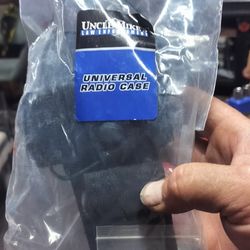 UNCLE MIKE'S
LAW ENFORCEMENT
UNIVERSAL
RADIO CASE